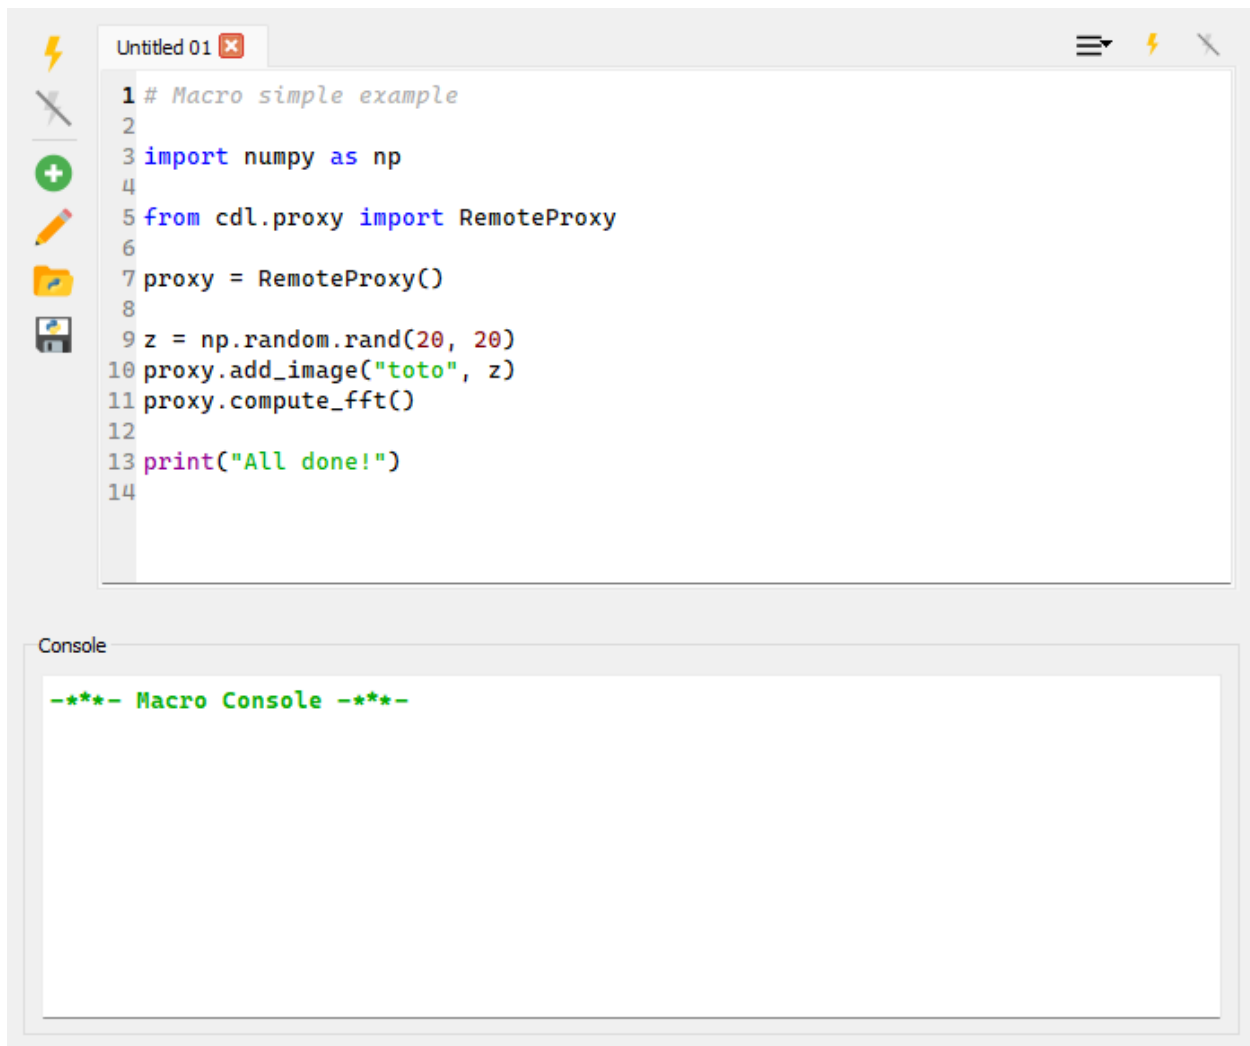 Untitled 01
1 # Macro simple example
2
3 import numpy as np
4
5 from cdl.proxy import RemoteProxy
6
7 proxy = RemoteProxy()
8
9 z = np.random.rand(20, 20)
10 proxy.add_image("toto", z)
11 proxy.compute_fft()
12
13 print("All done!")
14
Console
-***- Macro Console -***-